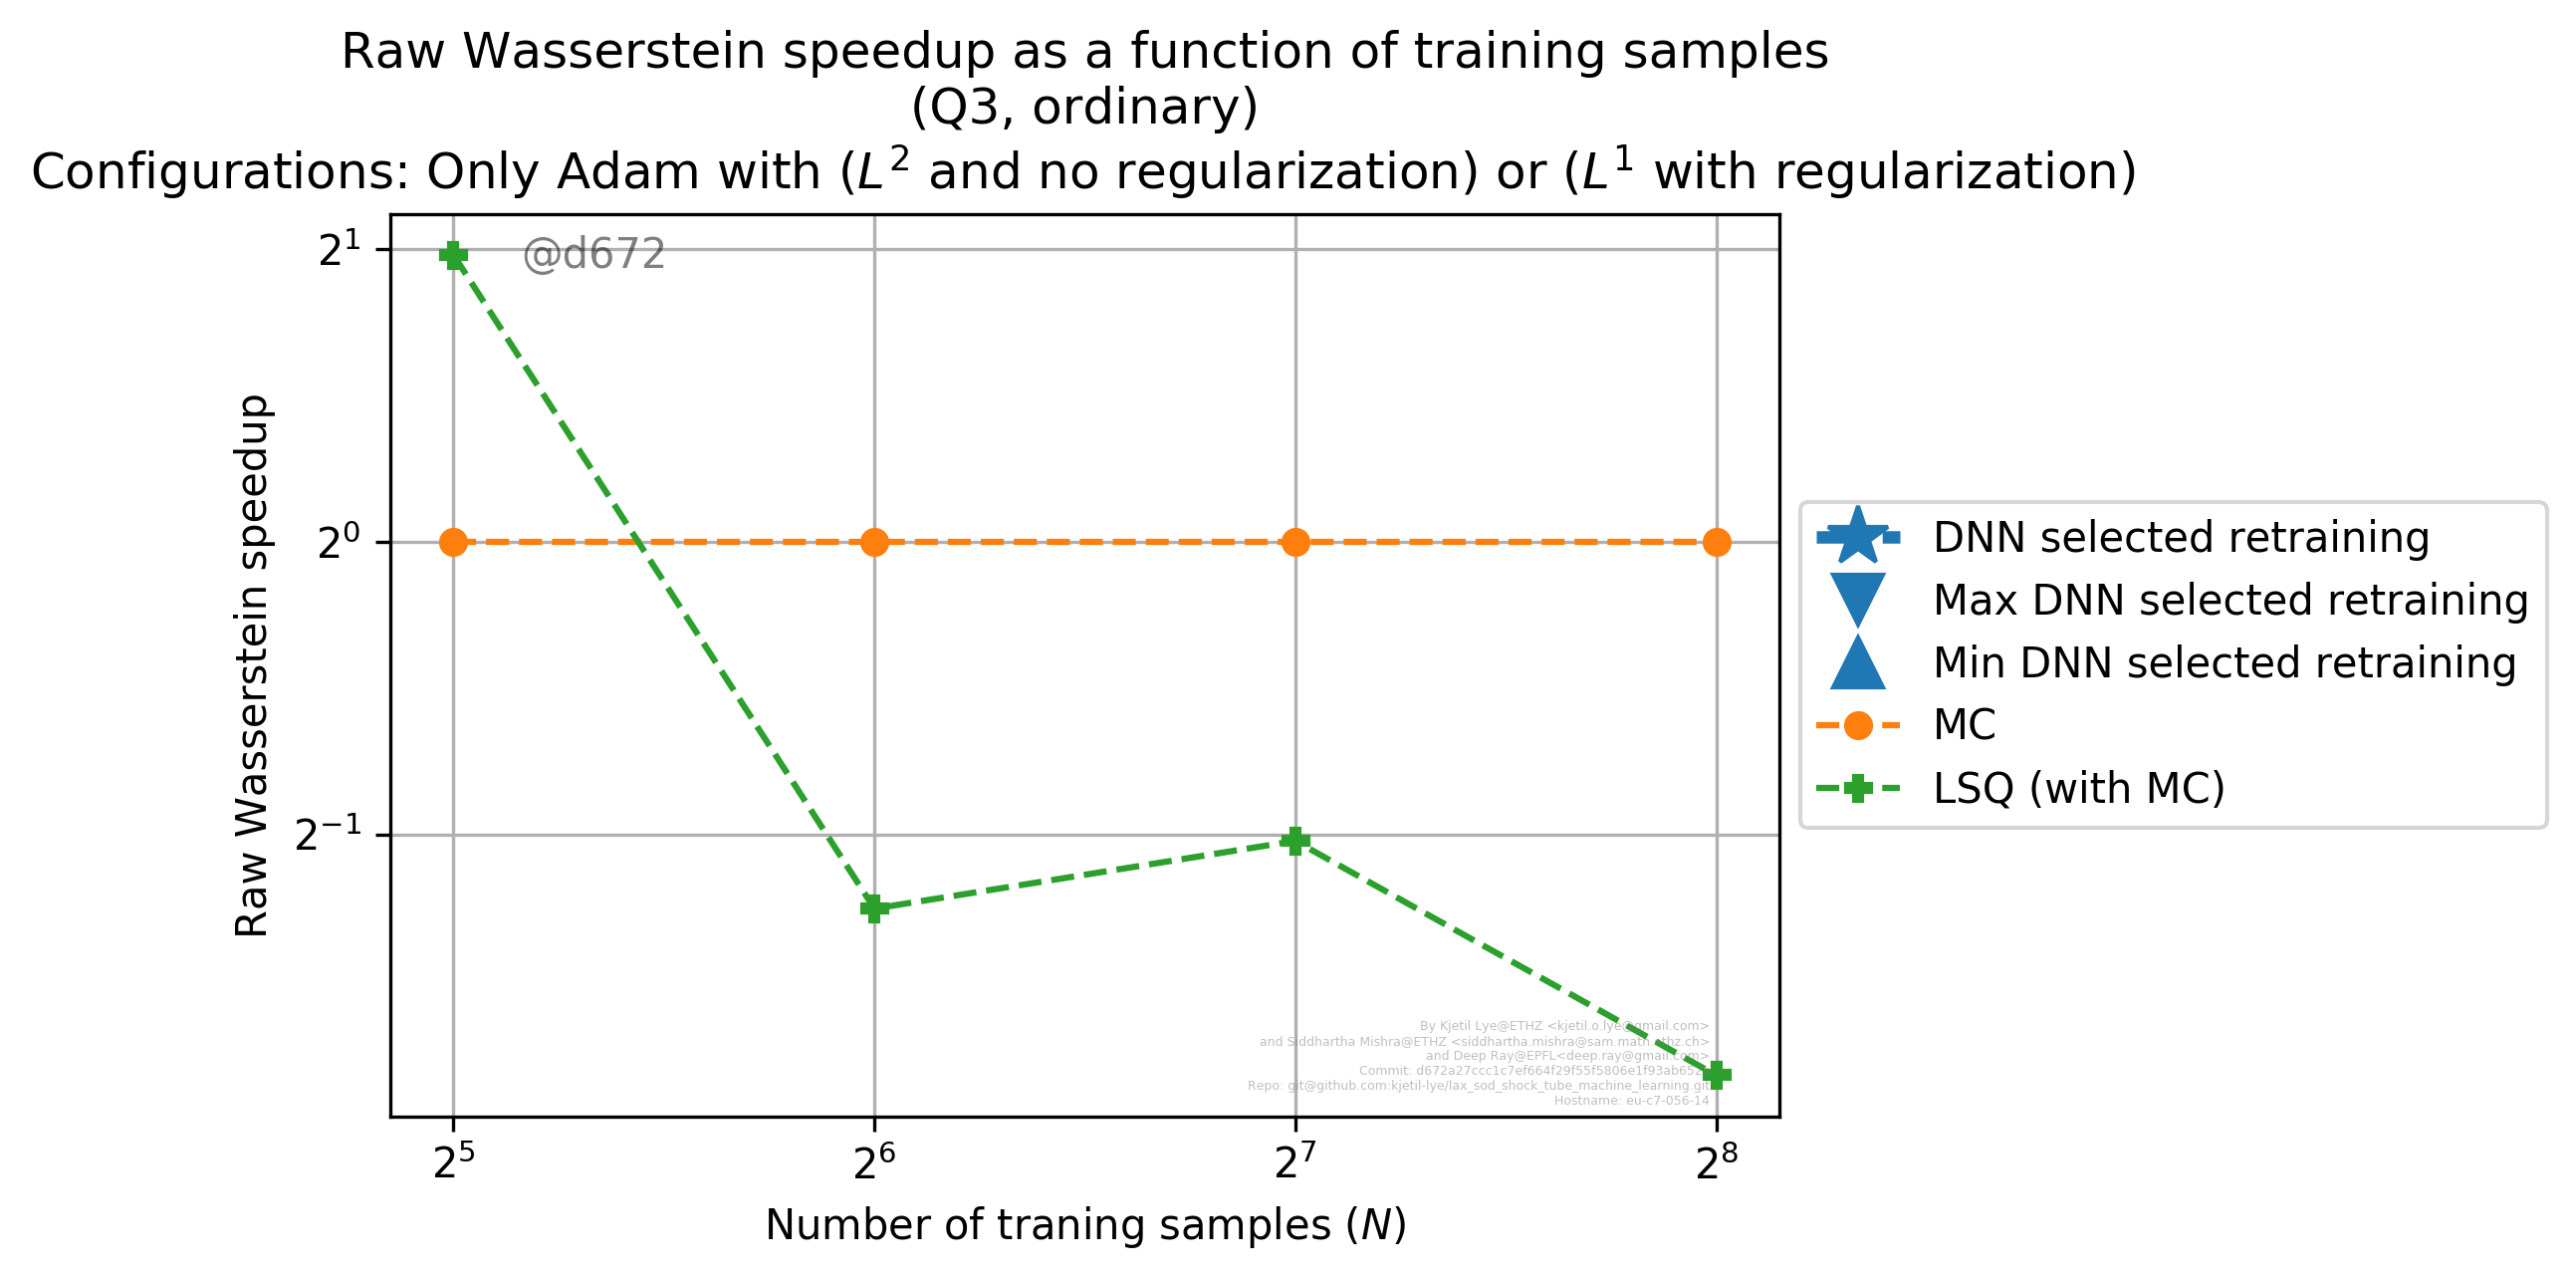 Raw Wasserstein speedup as a function of training samples
(Q3, ordinary)
Configurations: Only Adam with (L² and no regularization) or (L¹ with regularization)
2¹
@d672
2⁰
2⁻¹
Raw Wasserstein speedup
DNN selected retraining
Max DNN selected retraining
Min DNN selected retraining
MC
LSQ (with MC)
By Kjetil Lye@ETHZ <kjetil.o.lye@gmail.com>
and Siddhartha Mishra@ETHZ <siddhartha.mishra@sam.math.ethz.ch>
and Deep Ray@EPFL<deep.ray@gmail.com>
Commit:
Repo: git@github.com:kjetil-lye/lax_sod_shock_tube_machine_learning.git
Hostname: eu-c7-056-14
2⁵ 2⁶ 2⁷ 2⁸
Number of traning samples (N)